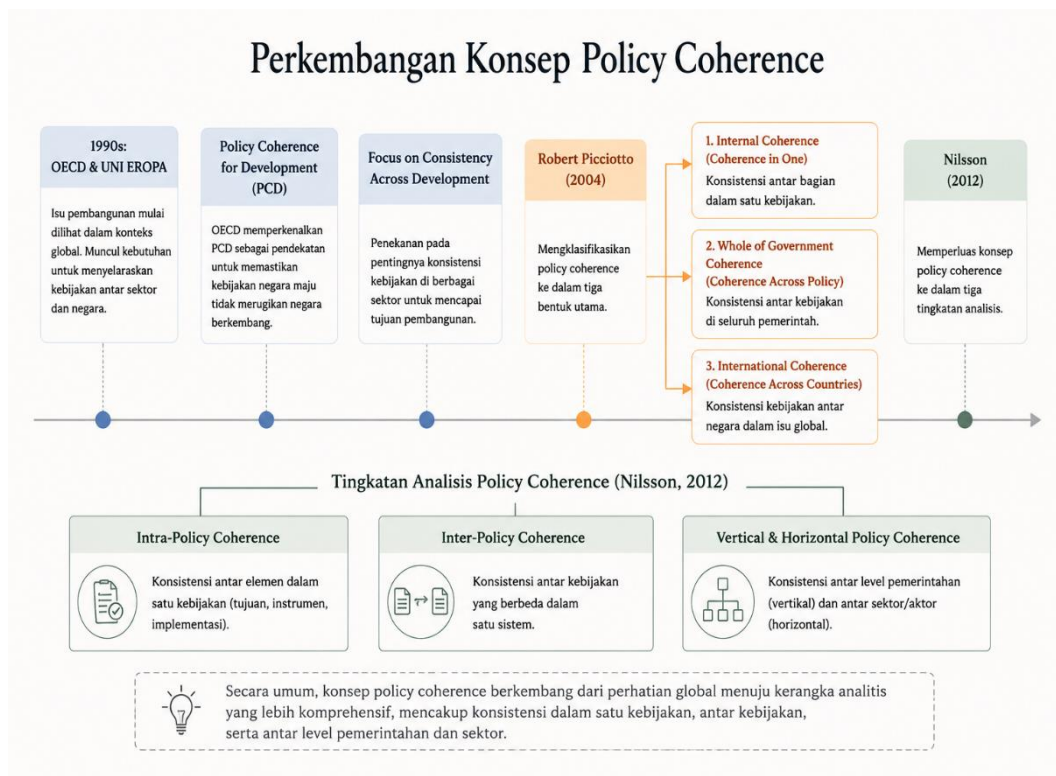 Perkembangan Konsep Policy Coherence
1990s:
OECD & UNI EROPA
Isu pembangunan mulai
dilihat dalam konteks
global. Muncul kebutuhan
untuk menyelaraskan
kebijakan antar sektor
dan negara.
Policy Coherence
for Development
(PCD)
OECD memperkenalkan
PCD sebagai pendekatan
untuk memastikan
kebijakan negara maju
tidak merugikan negara
berkembang.
Focus on Consistency
Across Development
Penekanan pada
pentingnya konsistensi
kebijakan di berbagai
sektor untuk mencapai
tujuan pembangunan.
Robert Picciotto
(2004)
Mengklasifikasikan
policy coherence
ke dalam tiga
bentuk utama.
1. Internal Coherence
(Coherence in One)
Konsistensi antar bagian
dalam satu kebijakan.
2. Whole of Government
Coherence
(Coherence Across Policy)
Konsistensi antar kebijakan
di seluruh pemerintah.
3. International Coherence
(Coherence Across Countries)
Konsistensi kebijakan antar
negara dalam isu global.
Nilsson
(2012)
Memperluas konsep
policy coherence
ke dalam tiga
tingkatan analisis.
Tingkatan Analisis Policy Coherence (Nilsson, 2012)
Intra-Policy Coherence
Konsistensi antar elemen dalam
satu kebijakan (tujuan, instrumen,
implementasi).
Inter-Policy Coherence
Konsistensi antar kebijakan
yang berbeda dalam
satu sistem.
Vertical & Horizontal Policy Coherence
Konsistensi antar level pemerintahan
(vertikal) dan antar sektor/aktor
(horizontal).
Secara umum, konsep policy coherence berkembang dari perhatian global menuju kerangka analitis
yang lebih komprehensif, mencakup konsistensi dalam satu kebijakan, antar kebijakan,
serta antar level pemerintahan dan sektor.